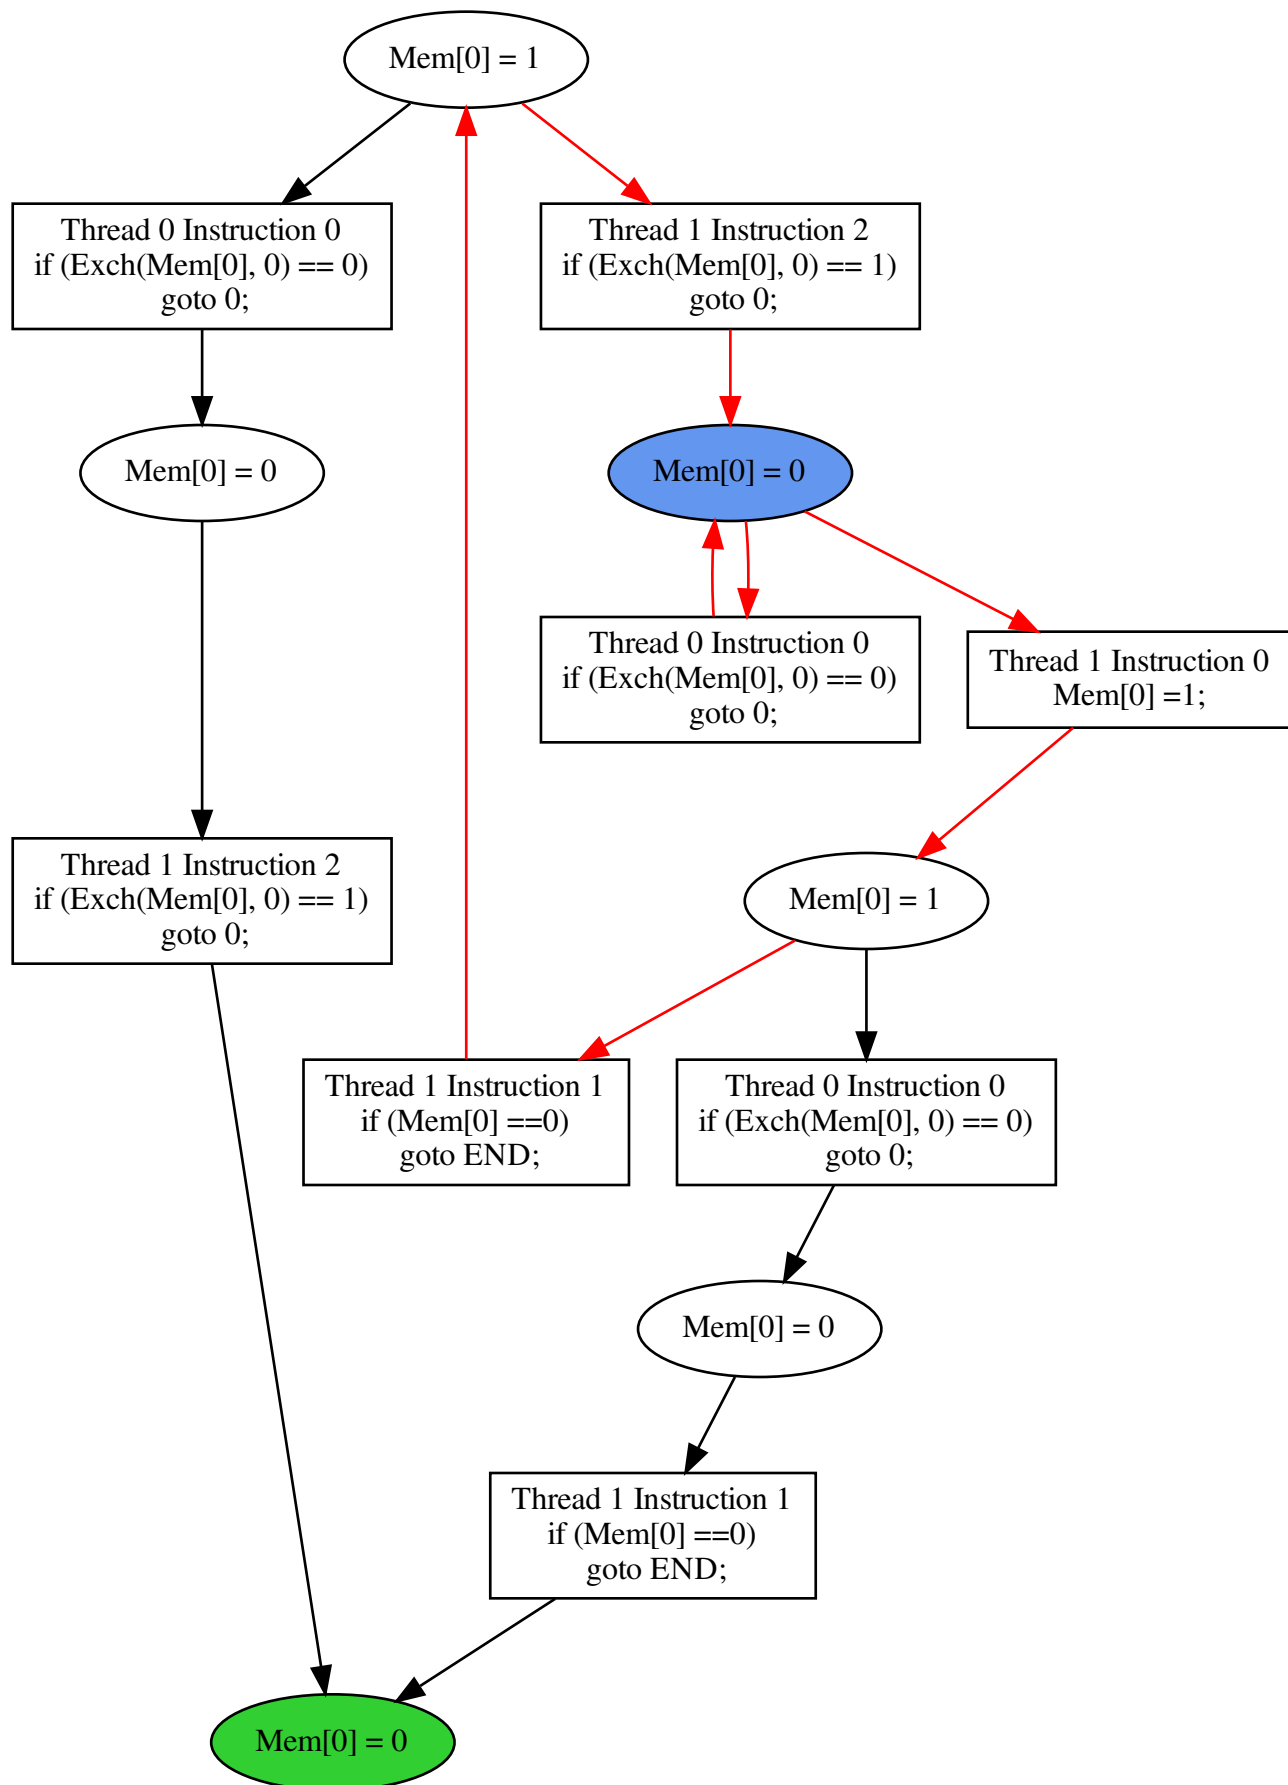 Mem[0] = 1
Thread 0 Instruction 0
if (Exch(Mem[0], 0) == 0)
goto 0;
Thread 1 Instruction 2
if (Exch(Mem[0], 0) == 1)
goto 0;
Mem[0] = 0
Mem[0] = 0
Thread 0 Instruction 0
if (Exch(Mem[0], 0) == 0)
goto 0;
Thread 1 Instruction 0
Mem[0] =1;
Thread 1 Instruction 2
if (Exch(Mem[0], 0) == 1)
goto 0;
Mem[0] = 1
Thread 1 Instruction 1
if (Mem[0] ==0)
goto END;
Thread 0 Instruction 0
if (Exch(Mem[0], 0) == 0)
goto 0;
Mem[0] = 0
Thread 1 Instruction 1
if (Mem[0] ==0)
goto END;
Mem[0] = 0